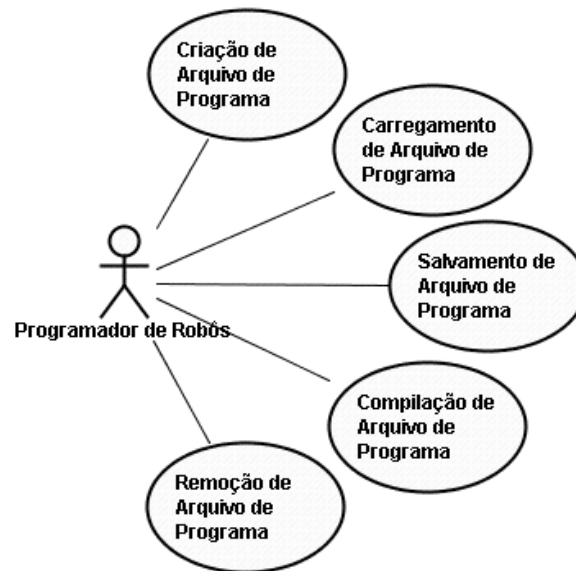 Criação de
Arquivo de
Programa
Carregamento
de Arquivo de
Programa
Salvamento de
Arquivo de
Programa
Programador de Robôs
Compilação de
Arquivo de
Programa
Remoção de
Arquivo de
Programa